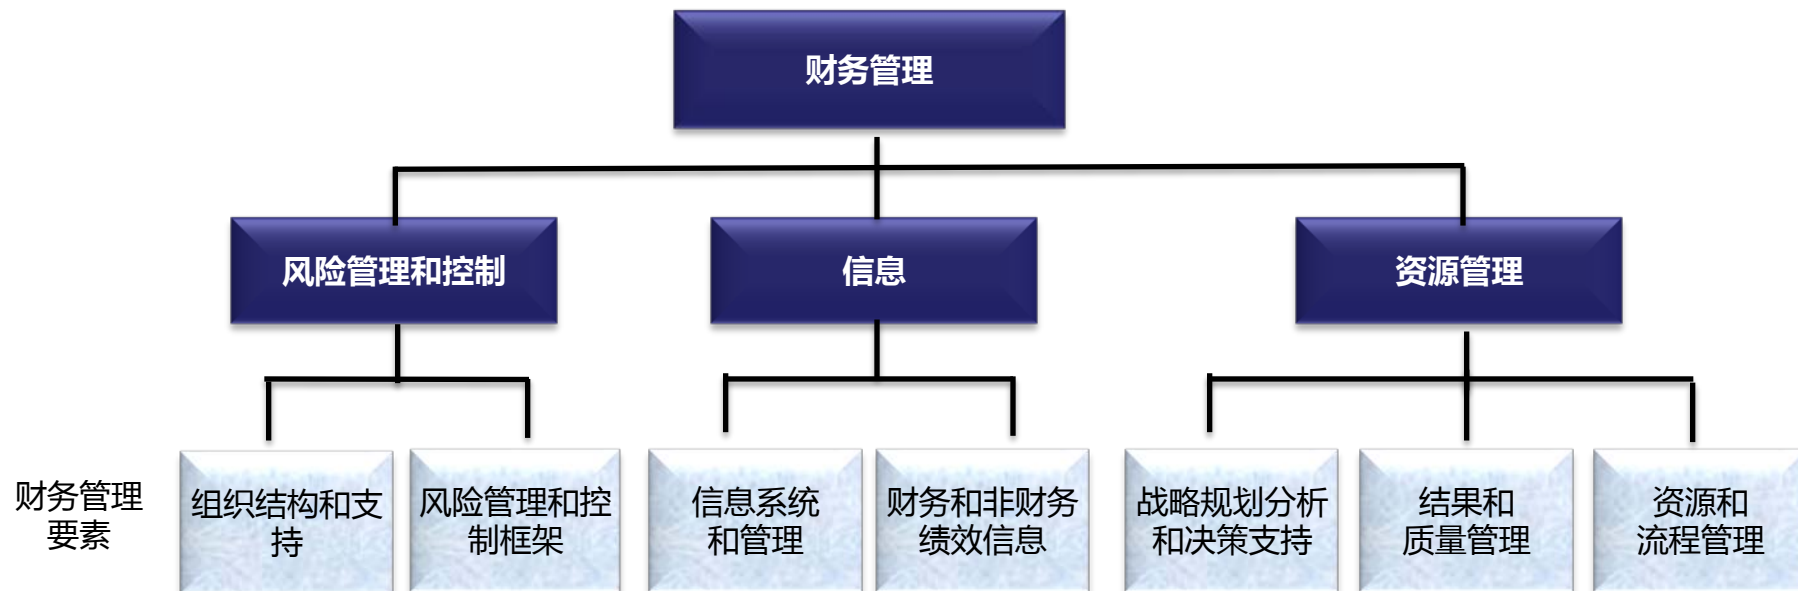 财务管理
风险管理和控制
信息
资源管理
财务管理
要素
组织结构和支
持
风险管理和控
制框架
信息系统
和管理
财务和非财务
绩效信息
战略规划分析
和决策支持
结果和
质量管理
资源和
流程管理